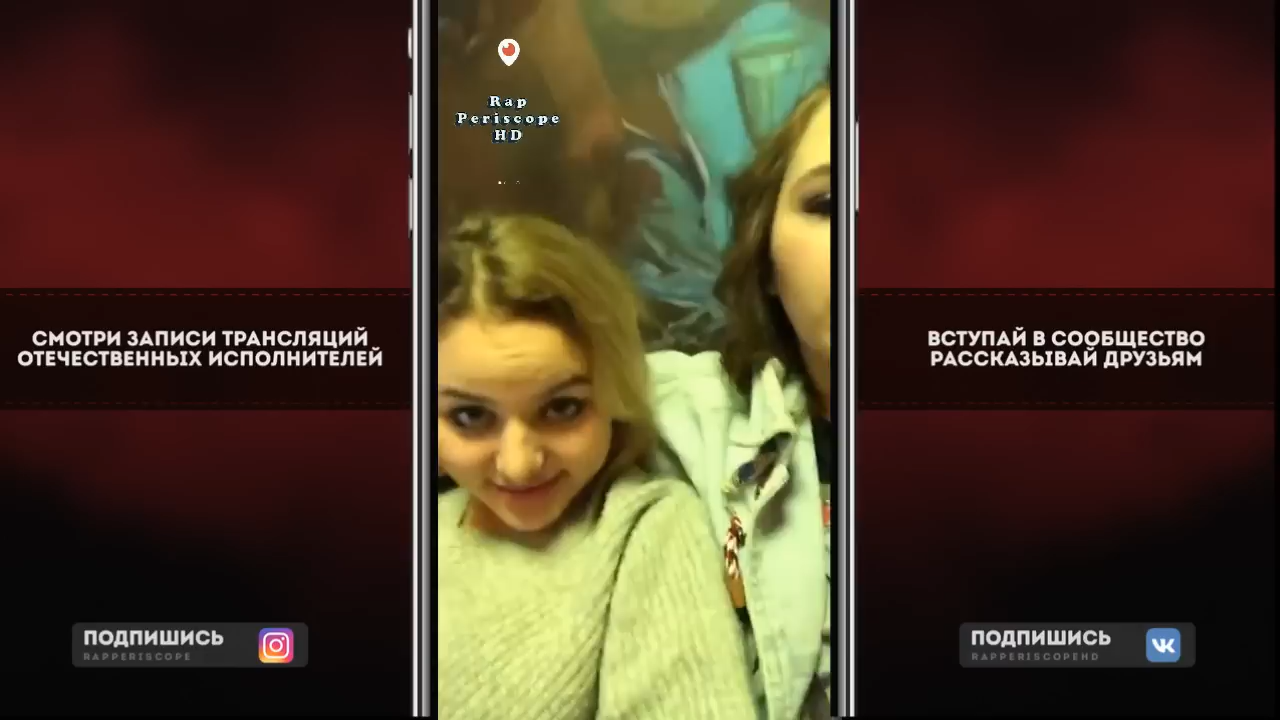 Rap
Periscope
HD
СМОТРИ ЗАПИСИ ТРАНСЛЯЦИЙ
ОТЕЧЕСТВЕННЫХ ИСПОЛНИТЕЛЕЙ
ВСТУПАЙ В СООБЩЕСТВО
РАССКАЗЫВАЙ ДРУЗЬЯМ
ПОДПИШИСЬ
RAPPERISCOPE
ПОДПИШИСЬ
RAPPERISCOPEHD